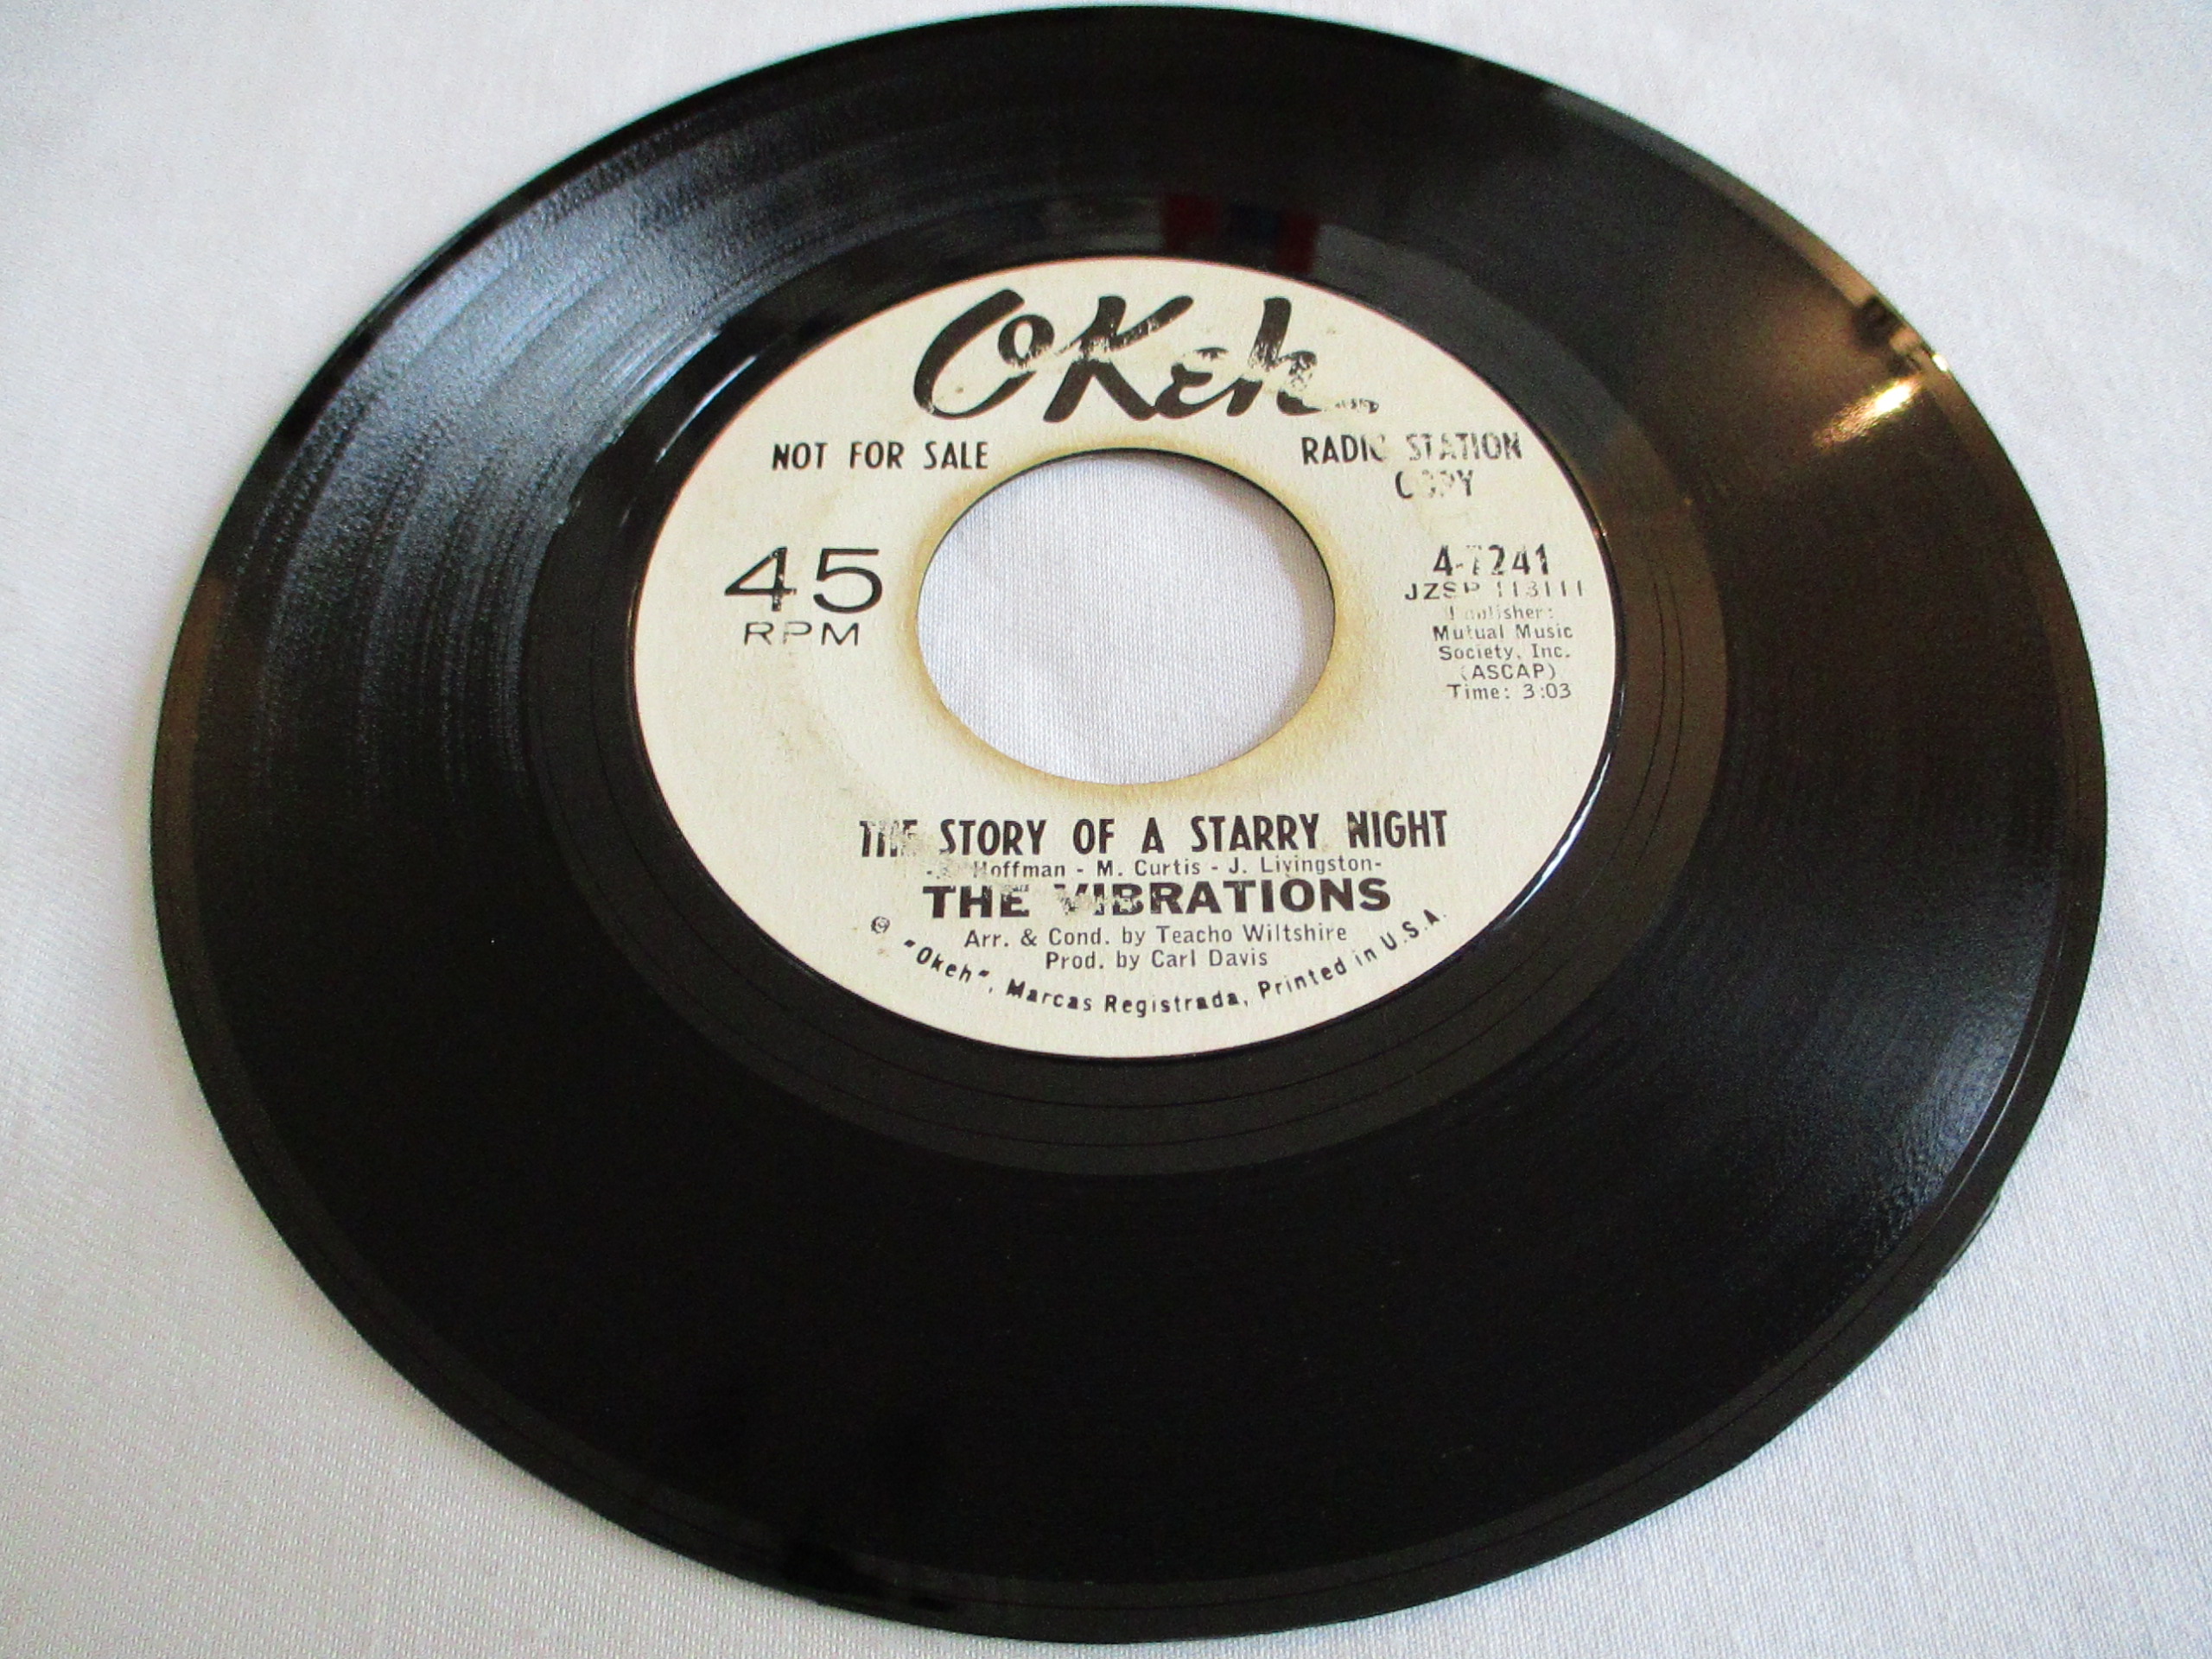 OKeh
NOT FOR SALE
RADIO STATION
COPY
45
RPM
4-7241
JZSP 113111
Publisher:
Mutual Music
Society, Inc.
(ASCAP)
Time: 3:03
THE STORY OF A STARRY NIGHT
Hoffman - M. Curtis - J. Livingston-
THE VIBRATIONS
Arr. & Cond. by Teacho Wiltshire
Prod. by Carl Davis
"Okeh", Marcas Registrada, Printed in U.S.A.